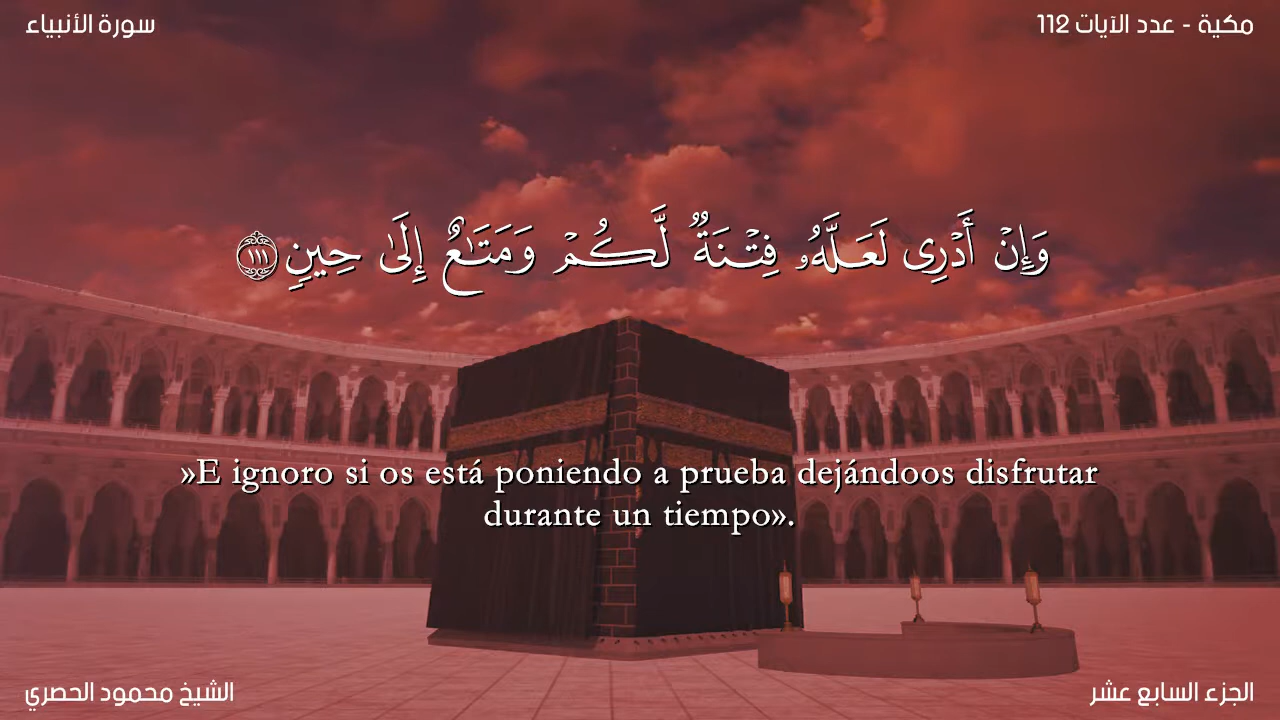 سورة الأنبياء
مكية - عدد الآيات 112
وَإِنْ أَدْرِى لَعَلَّهُۥ فِتْنَةٌ لَّكُمْ وَمَتَـٰعٌ إِلَىٰ حِينٍ ١١١
»E ignoro si os está poniendo a prueba dejándoos disfrutar
durante un tiempo».
الشيخ محمود الحصري
الجزء السابع عشر